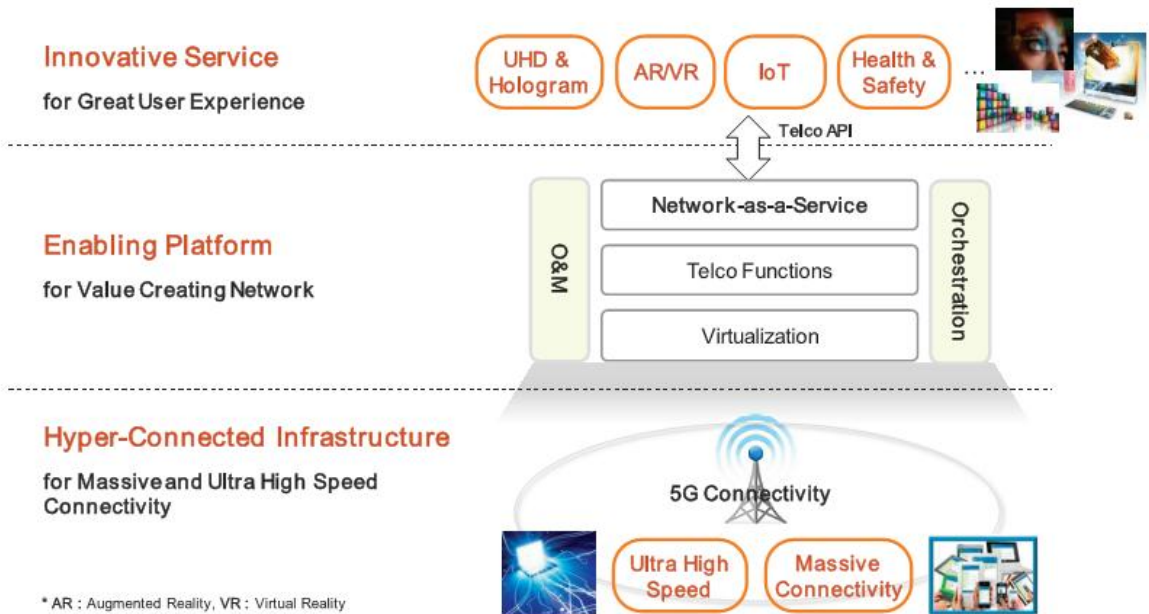 Innovative Service
for Great User Experience
UHD &
Hologram
AR/VR
IoT
Health &
Safety
...
Telco API
Enabling Platform
for Value Creating Network
O&M
Network-as-a-Service
Telco Functions
Virtualization
Orchestration
Hyper-Connected Infrastructure
for Massive and Ultra High Speed
Connectivity
5G Connectivity
Ultra High
Speed
Massive
Connectivity
* AR : Augmented Reality, VR : Virtual Reality